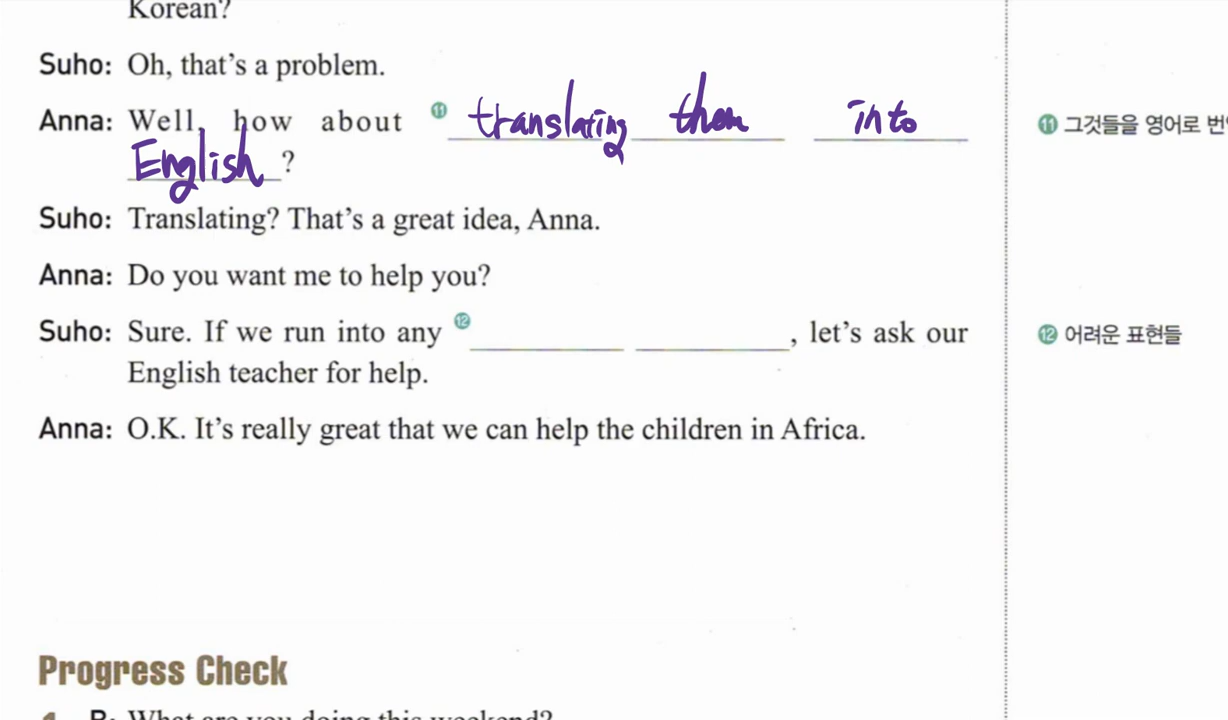 Korean?
Suho: Oh, that's a problem.
Anna: Well, how about ⑪ translating them into ⑪ 그것들을 영어로 번
English?
Suho: Translating? That's a great idea, Anna.
Anna: Do you want me to help you?
Suho: Sure. If we run into any ⑫ , let's ask our ⑫ 어려운 표현들
English teacher for help.
Anna: O.K. It's really great that we can help the children in Africa.
Progress Check
B: What are you doing this weekend?